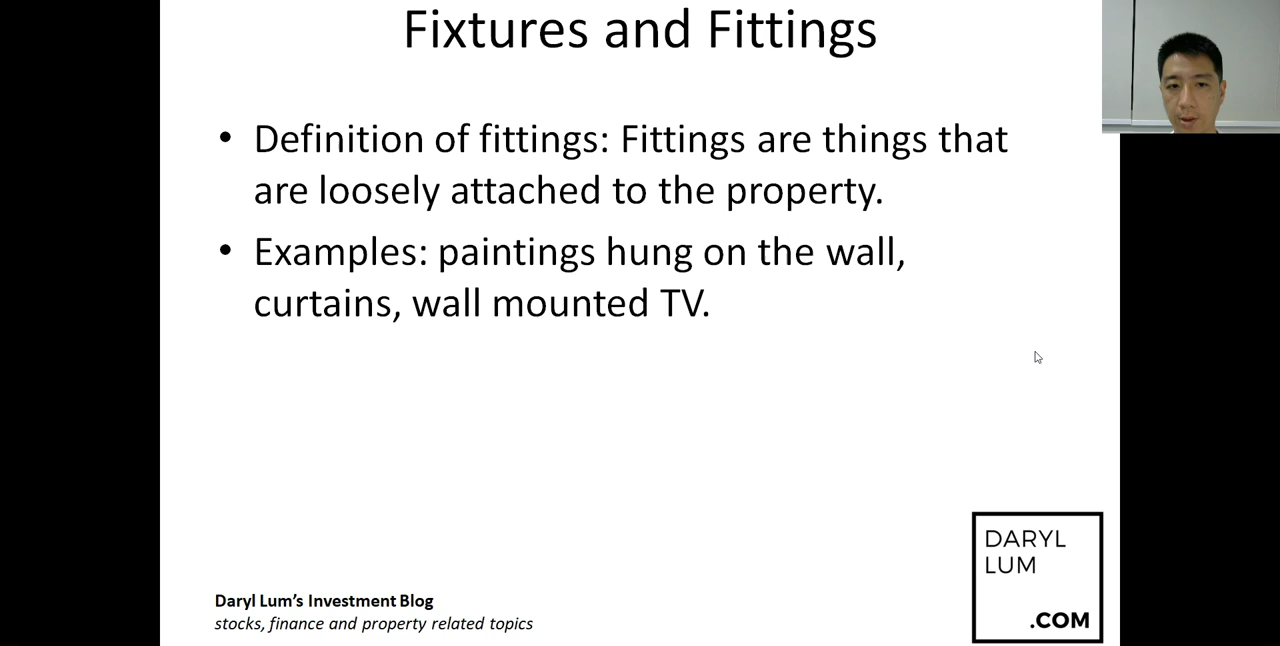 Fixtures and Fittings
• Definition of fittings: Fittings are things that
are loosely attached to the property.
• Examples: paintings hung on the wall,
curtains, wall mounted TV.
Daryl Lum’s Investment Blog
stocks, finance and property related topics
DARYL
LUM
.COM